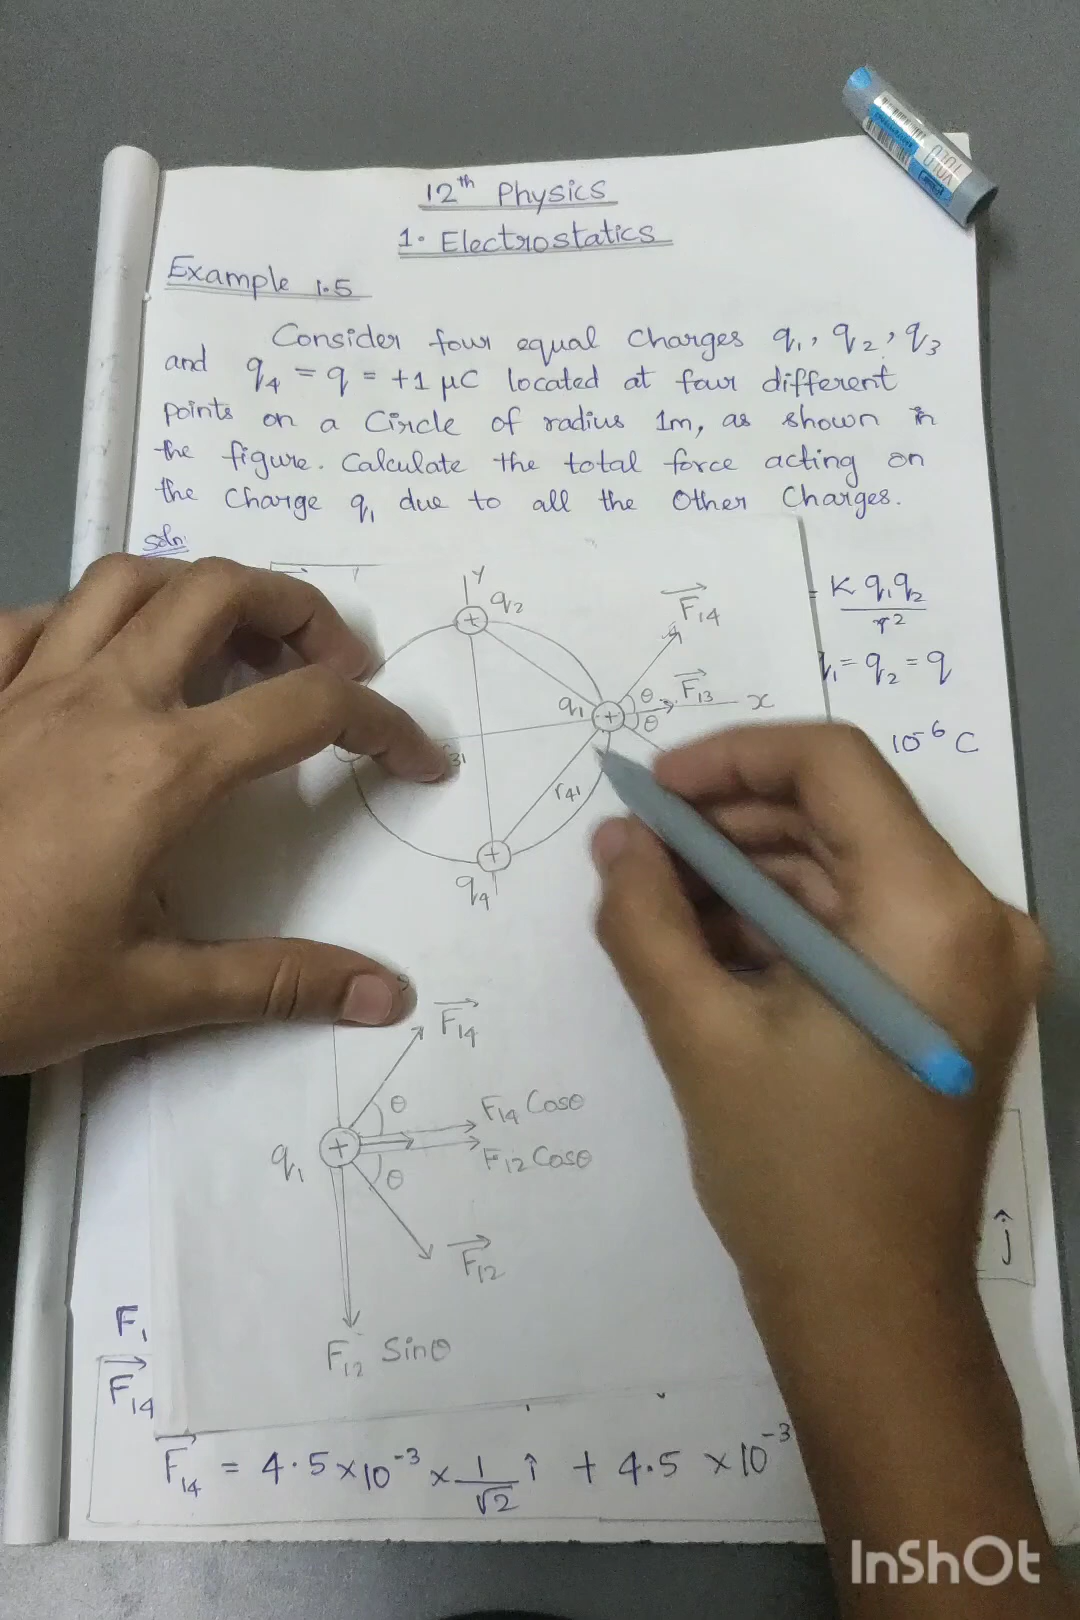 12th Physics
1. Electrostatics
Example 1.5
Consider four equal charges q₁, q₂, q₃
and q₄ = q = +1 μC located at four different
points on a circle of radius 1m, as shown in
the figure. Calculate the total force acting on
the charge q₁ due to all the other charges.
Soln:
Y
q₂
F₁₄
= K q₁q₂
r²
q₁ θ F₁₃ x
θ
q₁ = q₂ = q
31
10⁻⁶ C
r₄₁
q₄
F₁₄
θ
F₁₄ Cosθ
q₁
F₁₂ Cosθ
θ
ĵ
F₁₂
F₁
F₁₂ Sinθ
F₁₄
F₁₄ = 4.5×10⁻³ × 1/√2 î + 4.5 ×10⁻³
InShOt